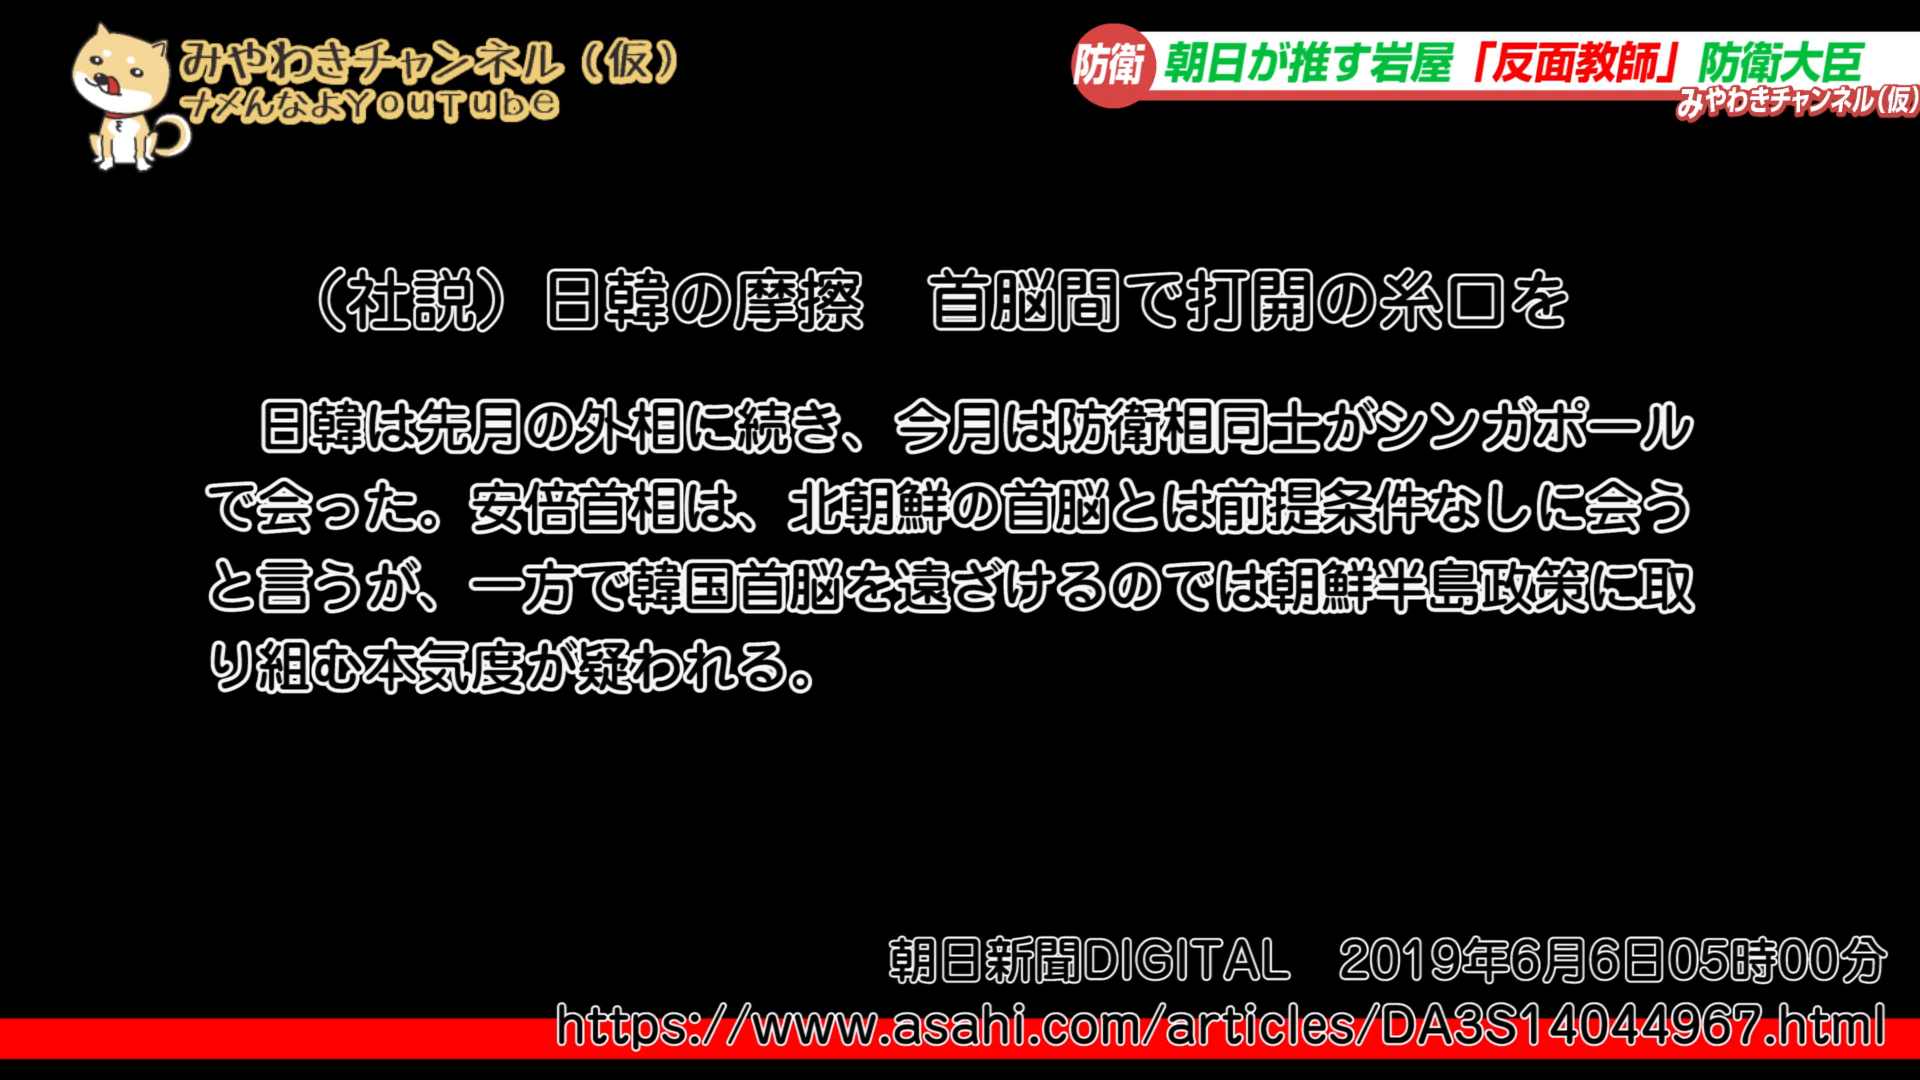 みやわきチャンネル（仮）
ナメんなよYouTube
防衛 朝日が推す岩屋「反面教師」防衛大臣
みやわきチャンネル（仮）
（社説）日韓の摩擦　首脳間で打開の糸口を
　日韓は先月の外相に続き、今月は防衛相同士がシンガポール
で会った。安倍首相は、北朝鮮の首脳とは前提条件なしに会う
と言うが、一方で韓国首脳を遠ざけるのでは朝鮮半島政策に取
り組む本気度が疑われる。
朝日新聞DIGITAL　2019年6月6日05時00分
https://www.asahi.com/articles/DA3S14044967.html